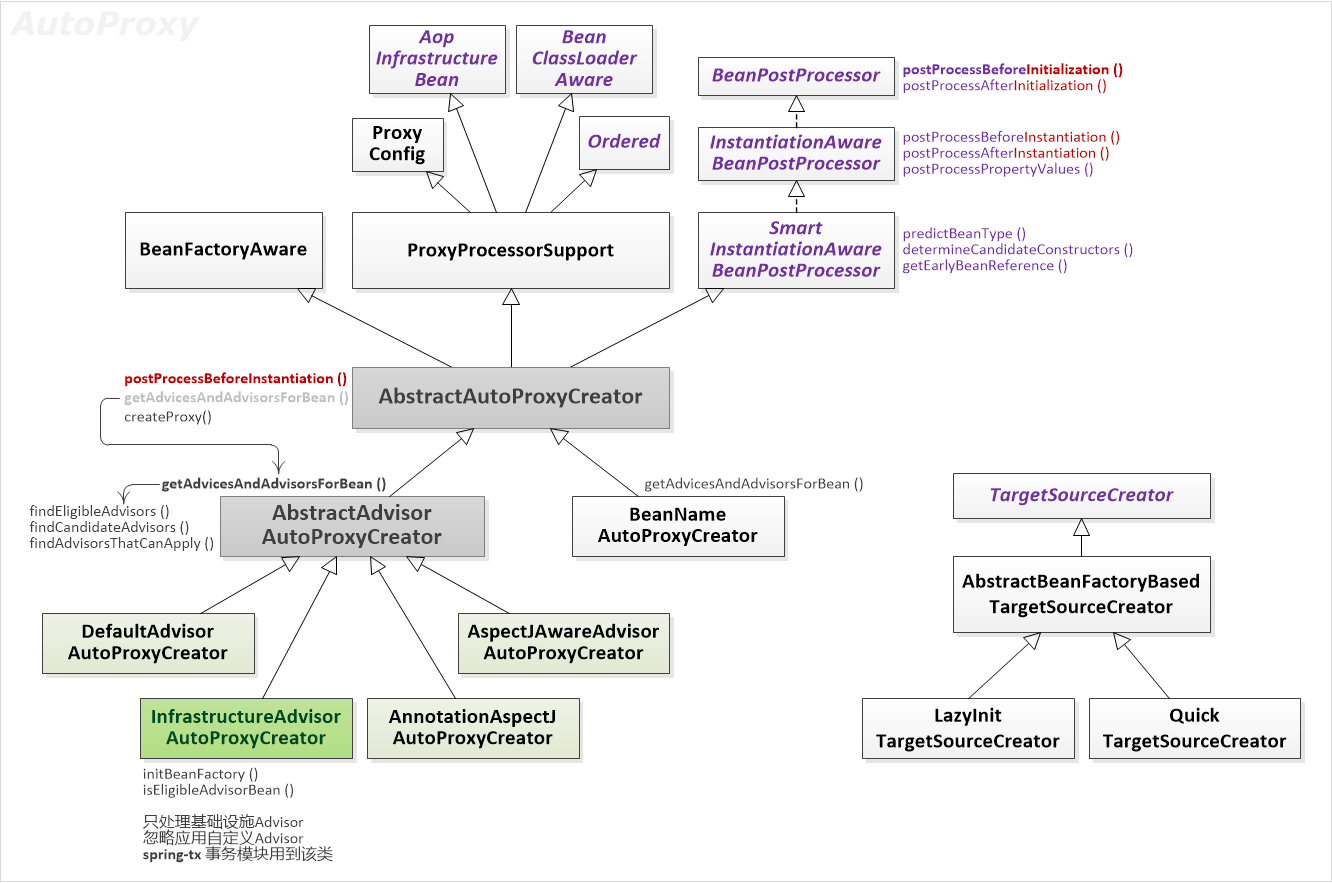 AutoProxy
Aop
Infrastructure
Bean
Bean
ClassLoader
Aware
Proxy
Config
Ordered
BeanPostProcessor
postProcessBeforeInitialization ()
postProcessAfterInitialization ()
InstantiationAware
BeanPostProcessor
postProcessBeforeInstantiation ()
postProcessAfterInstantiation ()
postProcessPropertyValues ()
BeanFactoryAware
ProxyProcessorSupport
Smart
InstantiationAware
BeanPostProcessor
predictBeanType ()
determineCandidateConstructors ()
getEarlyBeanReference ()
postProcessBeforeInstantiation ()
getAdvicesAndAdvisorsForBean ()
createProxy()
AbstractAutoProxyCreator
getAdvicesAndAdvisorsForBean ()
findEligibleAdvisors ()
findCandidateAdvisors ()
findAdvisorsThatCanApply ()
AbstractAdvisor
AutoProxyCreator
getAdvicesAndAdvisorsForBean ()
BeanName
AutoProxyCreator
TargetSourceCreator
AbstractBeanFactoryBased
TargetSourceCreator
DefaultAdvisor
AutoProxyCreator
AspectJAwareAdvisor
AutoProxyCreator
InfrastructureAdvisor
AutoProxyCreator
AnnotationAspectJ
AutoProxyCreator
LazyInit
TargetSourceCreator
Quick
TargetSourceCreator
initBeanFactory ()
isEligibleAdvisorBean ()
只处理基础设施Advisor
忽略应用自定义Advisor
spring-tx 事务模块用到该类